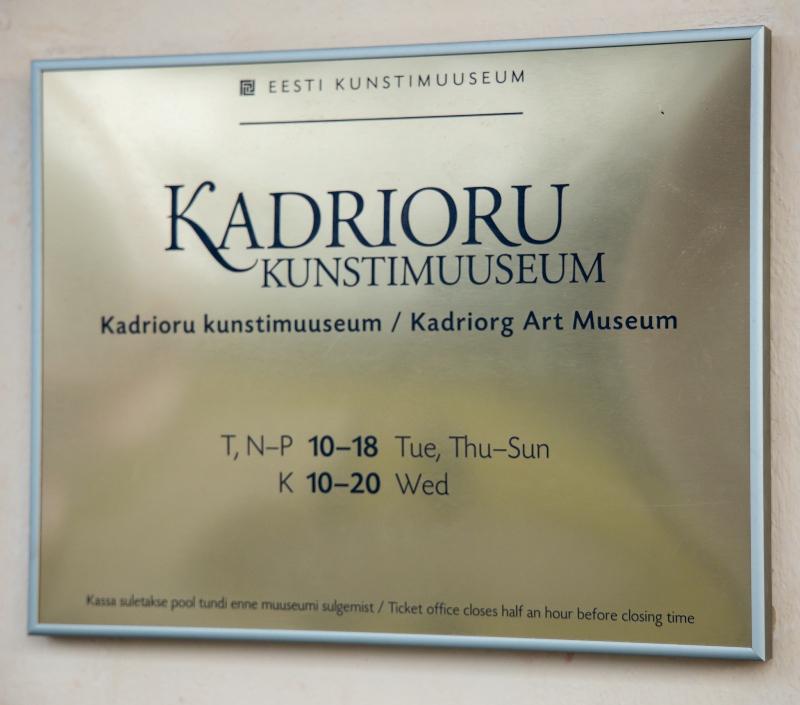 EESTI KUNSTIMUUSEUM
KADRIORU
KUNSTIMUUSEUM
Kadrioru kunstimuuseum / Kadriorg Art Museum
T, N–P 10–18 Tue, Thu–Sun
K 10–20 Wed
Kassa suletakse pool tundi enne muuseumi sulgemist / Ticket office closes half an hour before closing time